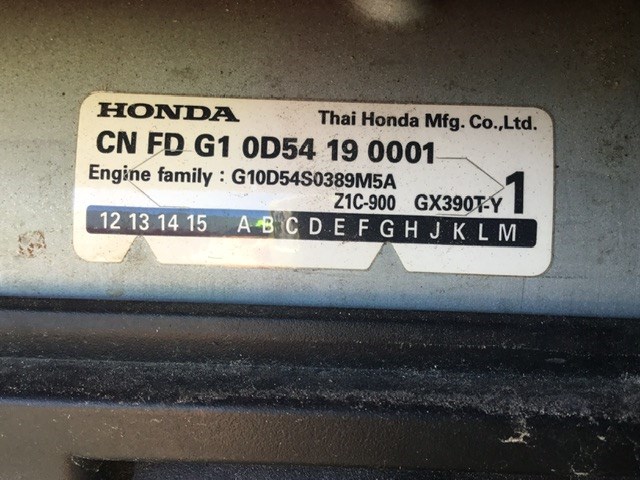 HONDA Thai Honda Mfg. Co.,Ltd.
CN FD G1 0D54 19 0001
Engine family : G10D54S0389M5A
Z1C-900 GX390T-Y 1
12 13 14 15 A B C D E F G H J K L M